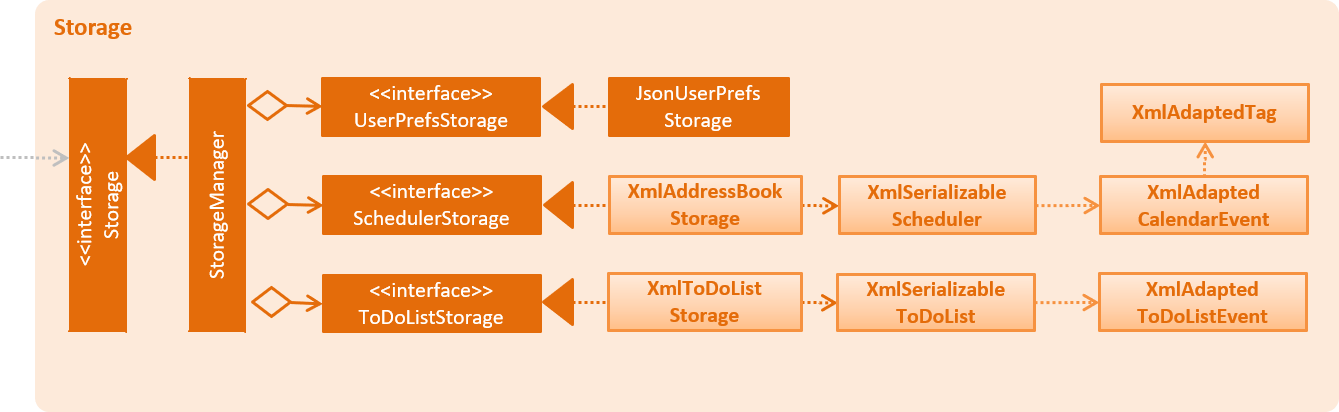 Storage
<<interface>>
Storage
StorageManager
<<interface>>
UserPrefsStorage
JsonUserPrefs
Storage
XmlAdaptedTag
<<interface>>
SchedulerStorage
XmlAddressBook
Storage
XmlSerializable
Scheduler
XmlAdapted
CalendarEvent
<<interface>>
ToDoListStorage
XmlToDoList
Storage
XmlSerializable
ToDoList
XmlAdapted
ToDoListEvent